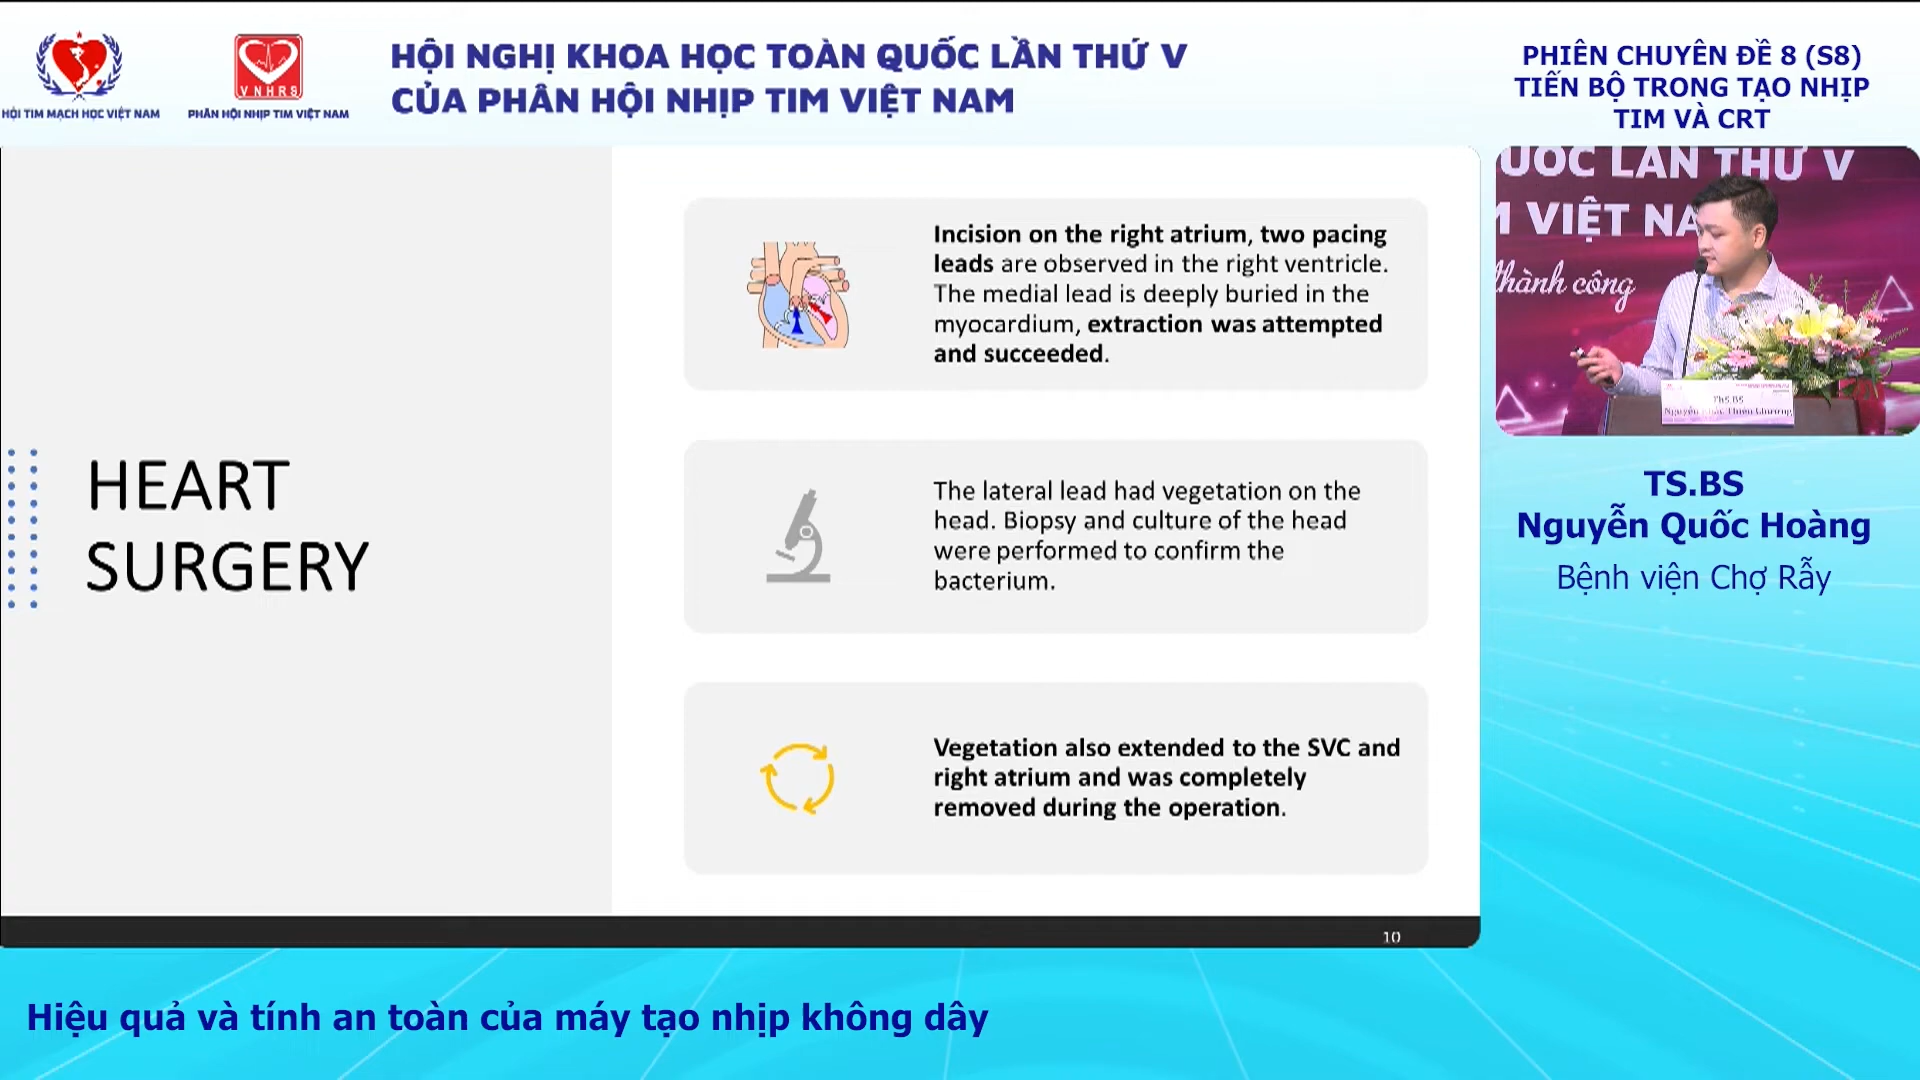 HỘI TIM MẠCH HỌC VIỆT NAM
VNHRS
PHÂN HỘI NHỊP TIM VIỆT NAM
HỘI NGHỊ KHOA HỌC TOÀN QUỐC LẦN THỨ V
CỦA PHÂN HỘI NHỊP TIM VIỆT NAM
PHIÊN CHUYÊN ĐỀ 8 (S8)
TIẾN BỘ TRONG TẠO NHỊP
TIM VÀ CRT
HEART
SURGERY
Incision on the right atrium, two pacing
leads are observed in the right ventricle.
The medial lead is deeply buried in the
myocardium, extraction was attempted
and succeeded.
The lateral lead had vegetation on the
head. Biopsy and culture of the head
were performed to confirm the
bacterium.
Vegetation also extended to the SVC and
right atrium and was completely
removed during the operation.
10
UỐC LẦN THỨ V
M VIỆT NA
thành công
ThS.BS
Nguyễn
TS.BS
Nguyễn Quốc Hoàng
Bệnh viện Chợ Rẫy
Hiệu quả và tính an toàn của máy tạo nhịp không dây